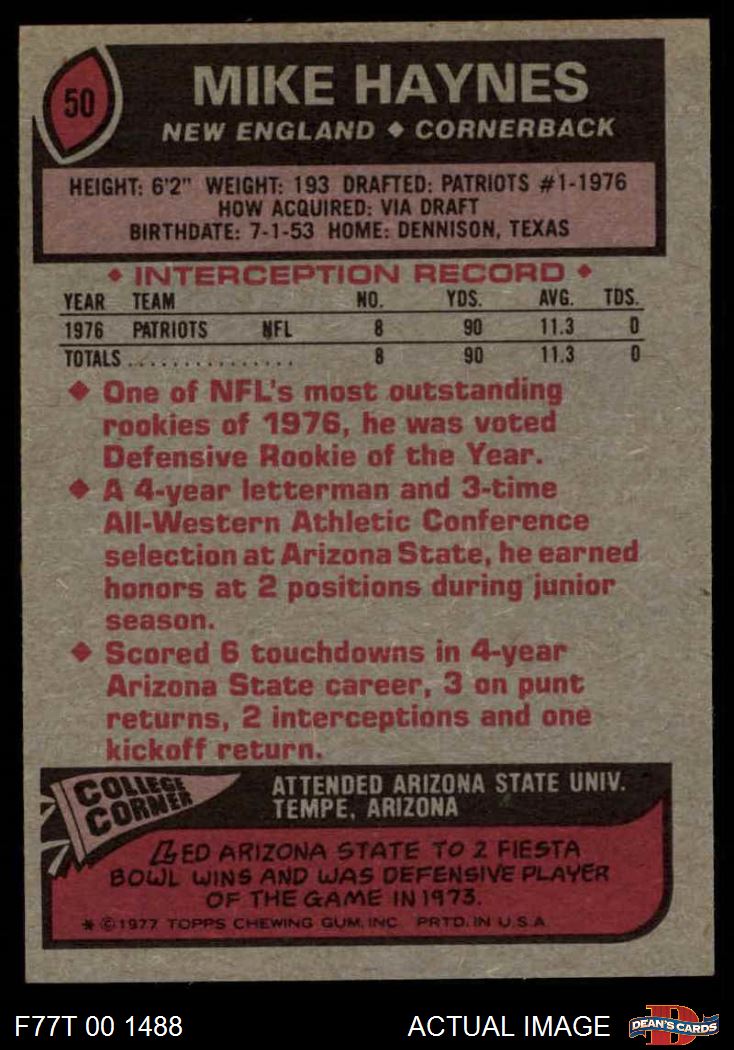 50
MIKE HAYNES
NEW ENGLAND ♦ CORNERBACK
HEIGHT: 6'2" WEIGHT: 193 DRAFTED: PATRIOTS #1-1976
HOW ACQUIRED: VIA DRAFT
BIRTHDATE: 7-1-53 HOME: DENNISON, TEXAS
♦ INTERCEPTION RECORD ♦
YEAR TEAM NO. YDS. AVG. TDS.
1976 PATRIOTS NFL 8 90 11.3 0
TOTALS................ 8 90 11.3 0
♦ One of NFL's most outstanding
rookies of 1976, he was voted
Defensive Rookie of the Year.
♦ A 4-year letterman and 3-time
All-Western Athletic Conference
selection at Arizona State, he earned
honors at 2 positions during junior
season.
♦ Scored 6 touchdowns in 4-year
Arizona State career, 3 on punt
returns, 2 interceptions and one
kickoff return.
COLLEGE
CORNER
ATTENDED ARIZONA STATE UNIV.
TEMPE, ARIZONA
LED ARIZONA STATE TO 2 FIESTA
BOWL WINS AND WAS DEFENSIVE PLAYER
OF THE GAME IN 1973.
* ©1977 TOPPS CHEWING GUM, INC. PRTD. IN U.S.A.
F77T 00 1488 ACTUAL IMAGE DEAN'S CARDS